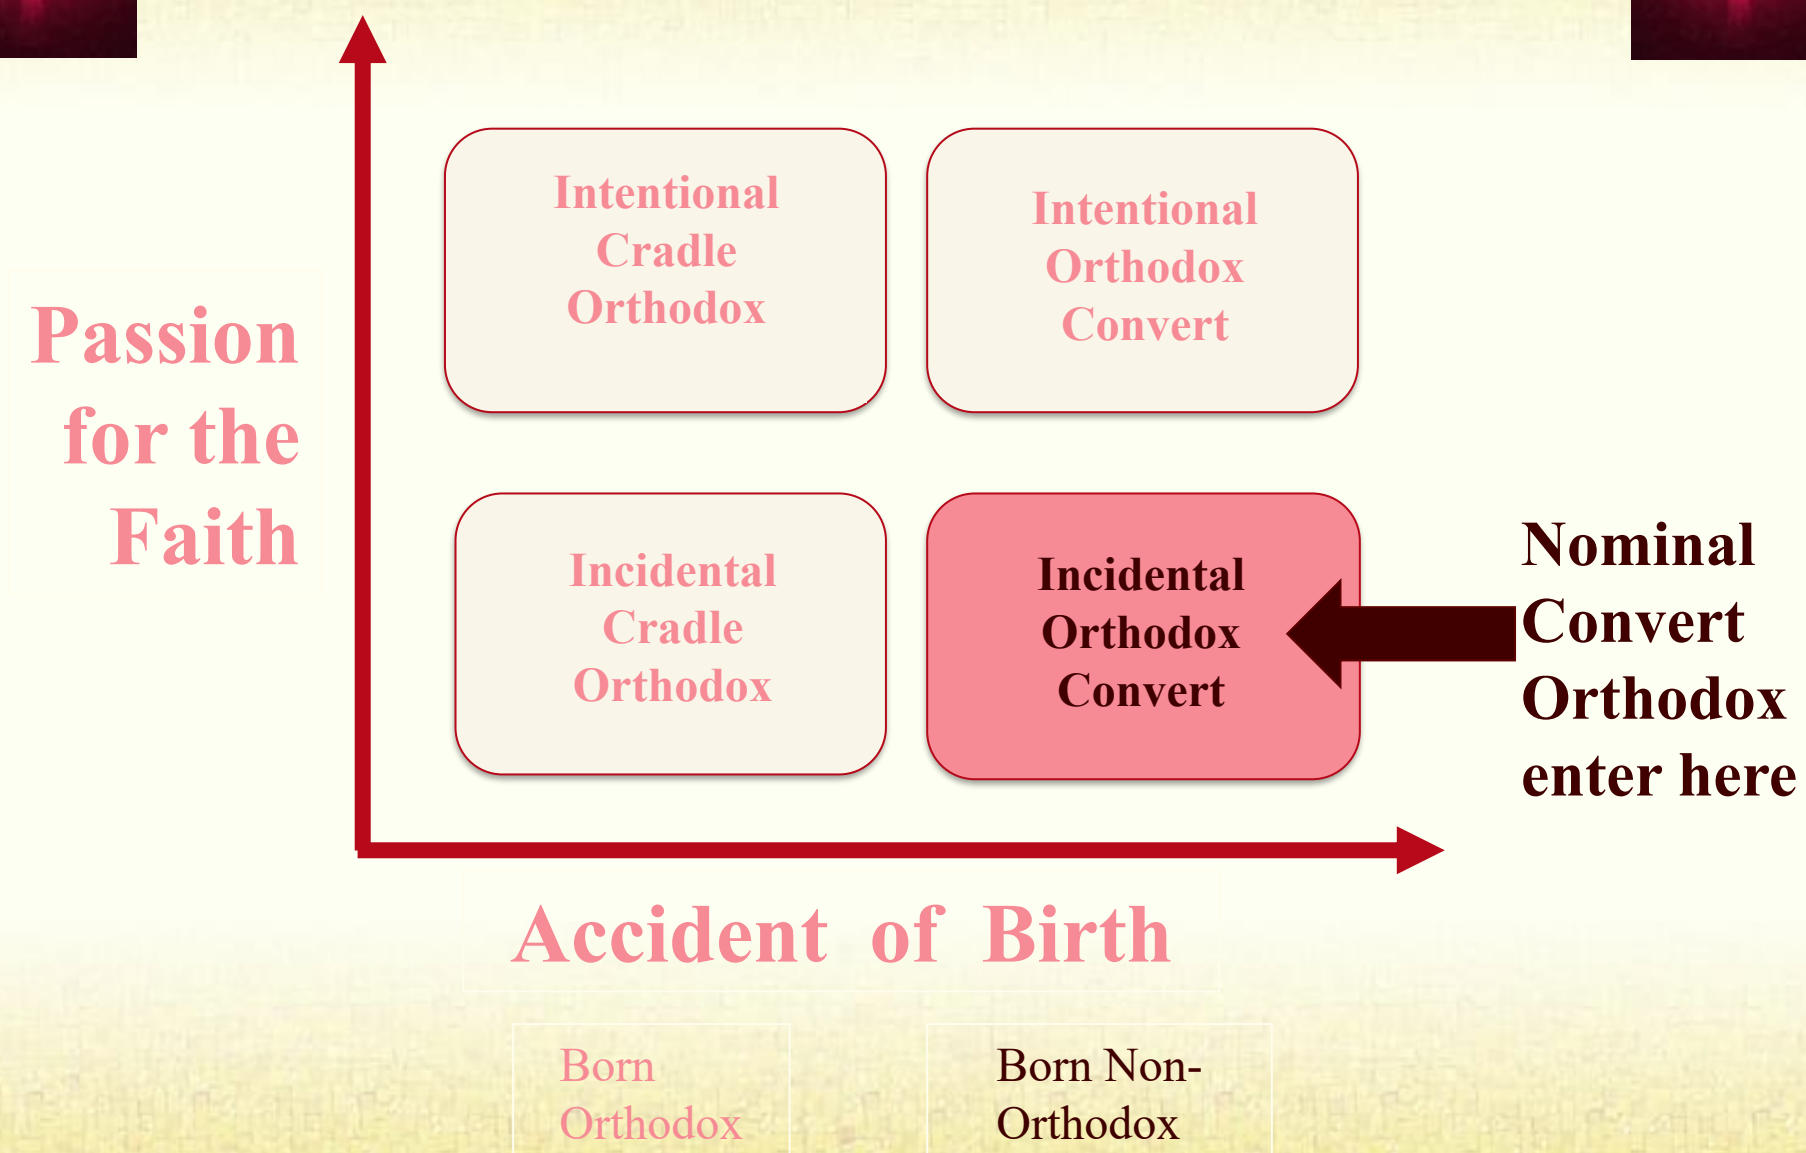 Intentional
Cradle
Orthodox
Intentional
Orthodox
Convert
Passion
for the
Faith
Incidental
Cradle
Orthodox
Incidental
Orthodox
Convert
Nominal
Convert
Orthodox
enter here
Accident of Birth
Born
Orthodox
Born Non-
Orthodox